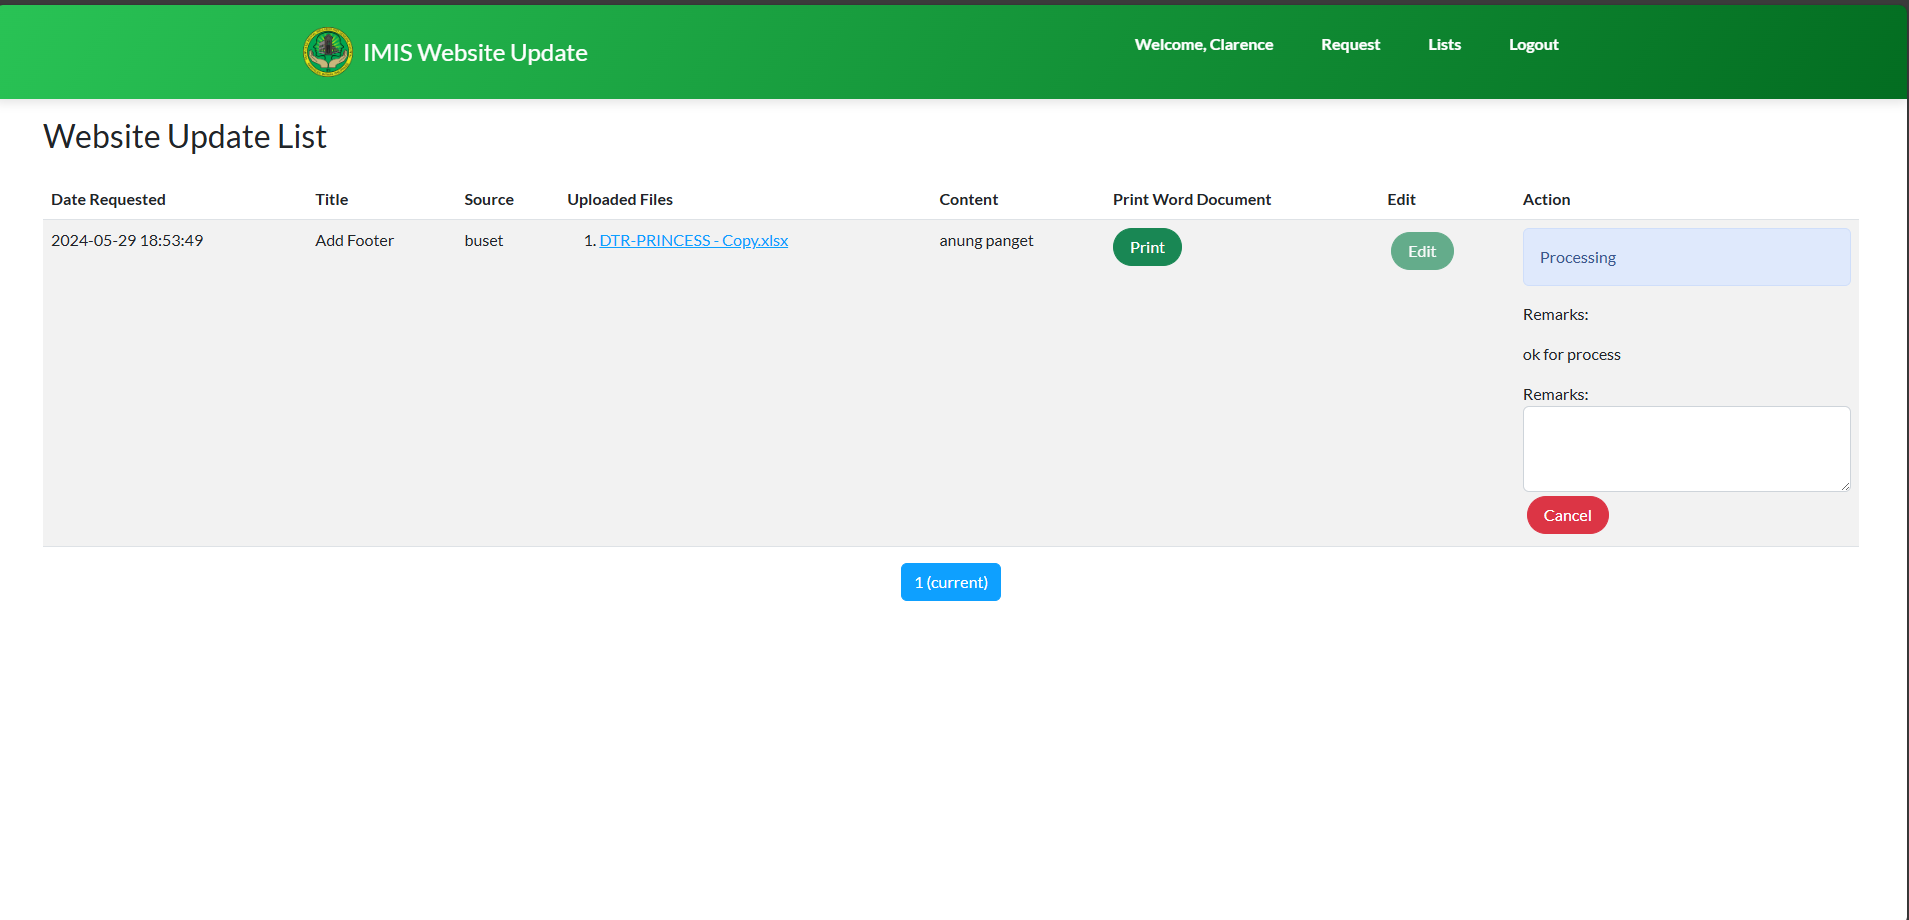 IMIS Website Update
Welcome, Clarence Request Lists Logout
Website Update List
Date Requested Title Source Uploaded Files Content Print Word Document Edit Action
2024-05-29 18:53:49 Add Footer buset 1. DTR-PRINCESS - Copy.xlsx anung panget Print Edit Processing
Remarks:
ok for process
Remarks:
Cancel
1 (current)